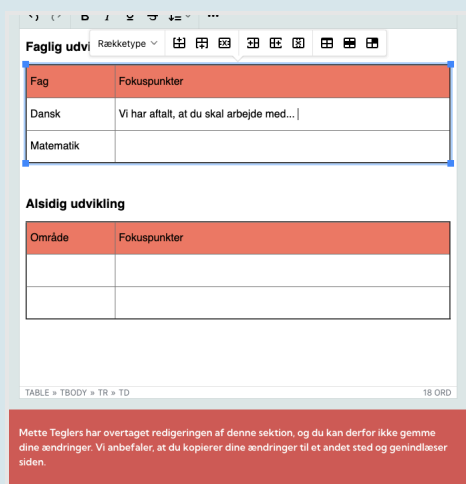 B I U S
Faglig udvi
Rækketype
Fag Fokuspunkter
Dansk Vi har aftalt, at du skal arbejde med...
Matematik
Alsidig udvikling
Område Fokuspunkter
TABLE » TBODY » TR » TD 18 ORD
Mette Teglers har overtaget redigeringen af denne sektion, og du kan derfor ikke gemme
dine ændringer. Vi anbefaler, at du kopierer dine ændringer til et andet sted og genindlæser
siden.